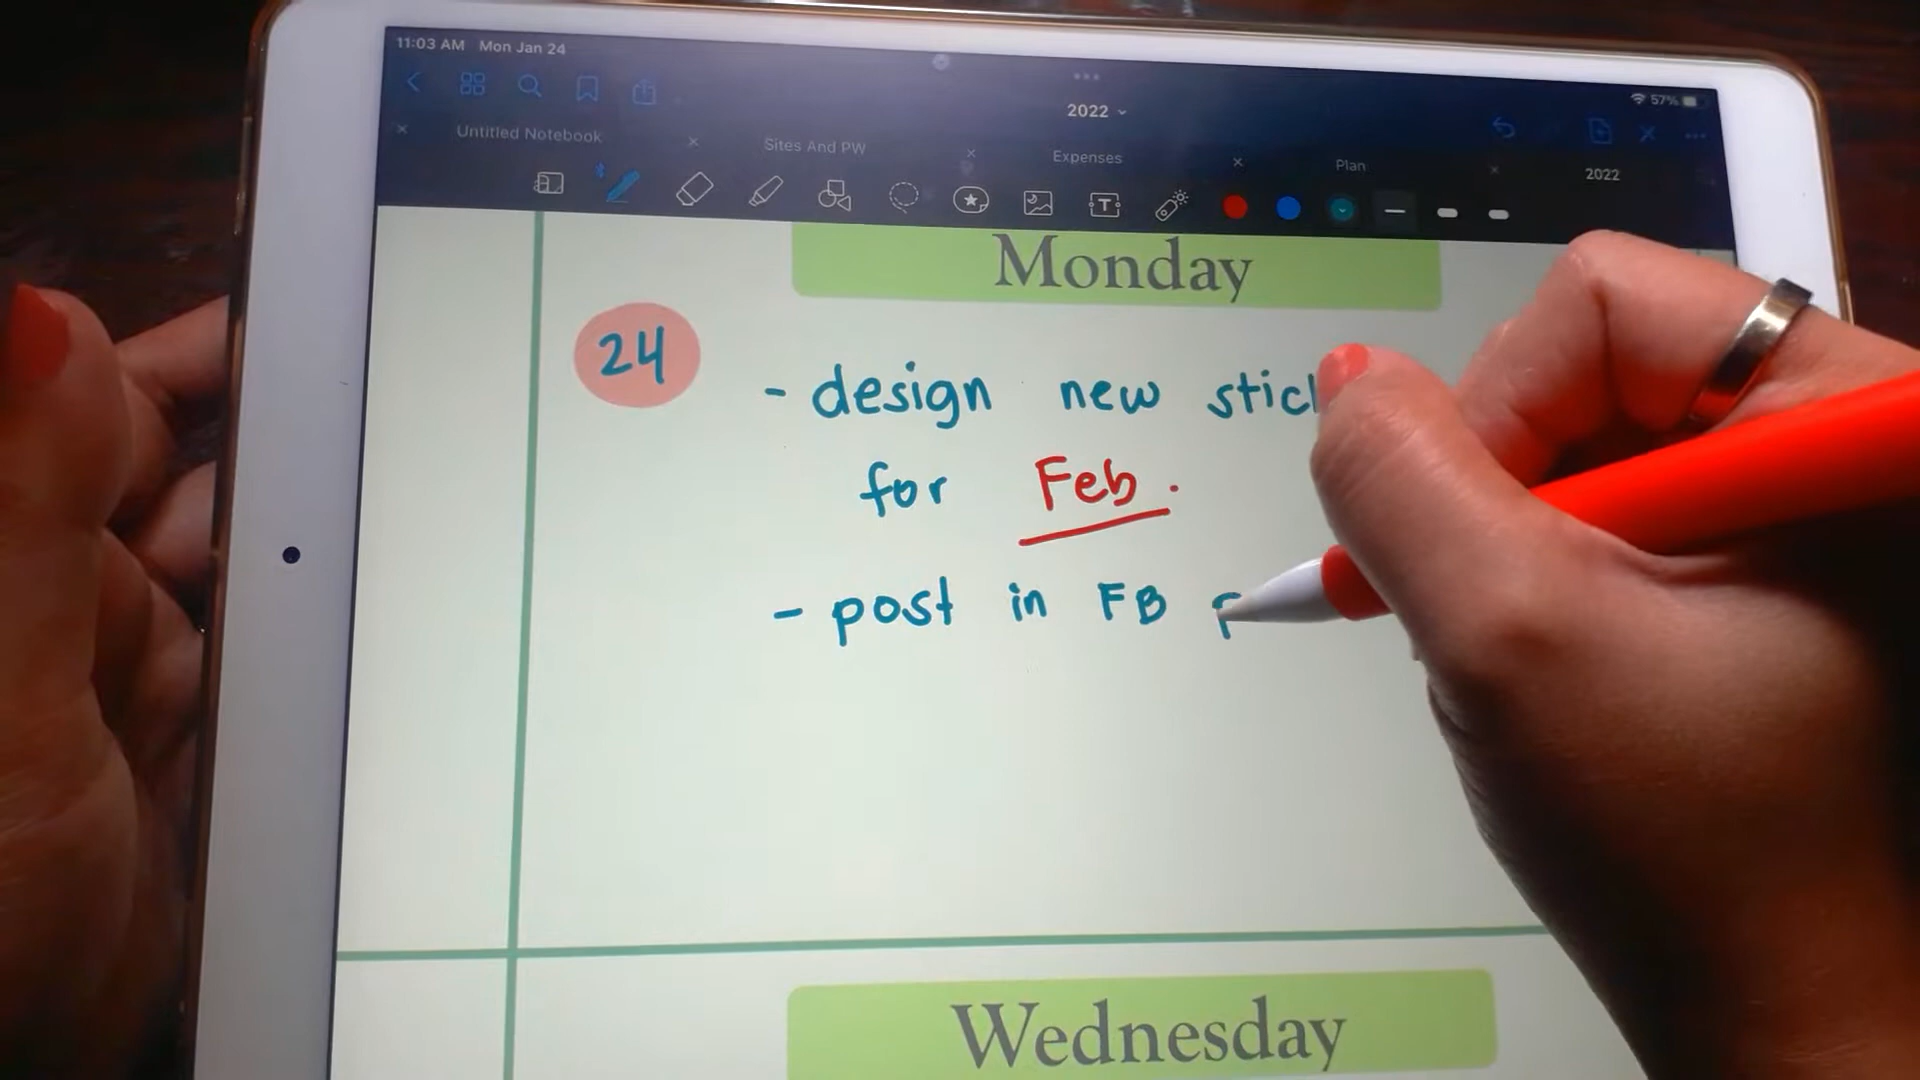 11:03 AM Mon Jan 24
57%
2022
Untitled Notebook
Sites And PW
Expenses
Plan
2022
T
Monday
24
- design new stick
for Feb.
- post in FB p
Wednesday